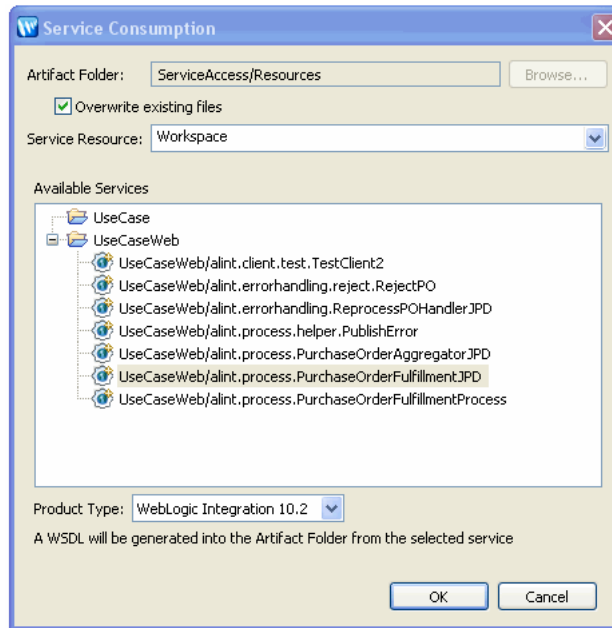 Service Consumption
Artifact Folder: ServiceAccess/Resources Browse...
Overwrite existing files
Service Resource: Workspace
Available Services
UseCase
UseCaseWeb
UseCaseWeb/alint.client.test.TestClient2
UseCaseWeb/alint.errorhandling.reject.RejectPO
UseCaseWeb/alint.errorhandling.ReprocessPOHandlerJPD
UseCaseWeb/alint.process.helper.PublishError
UseCaseWeb/alint.process.PurchaseOrderAggregatorJPD
UseCaseWeb/alint.process.PurchaseOrderFulfillmentJPD
UseCaseWeb/alint.process.PurchaseOrderFulfillmentProcess
Product Type: WebLogic Integration 10.2
A WSDL will be generated into the Artifact Folder from the selected service
OK Cancel